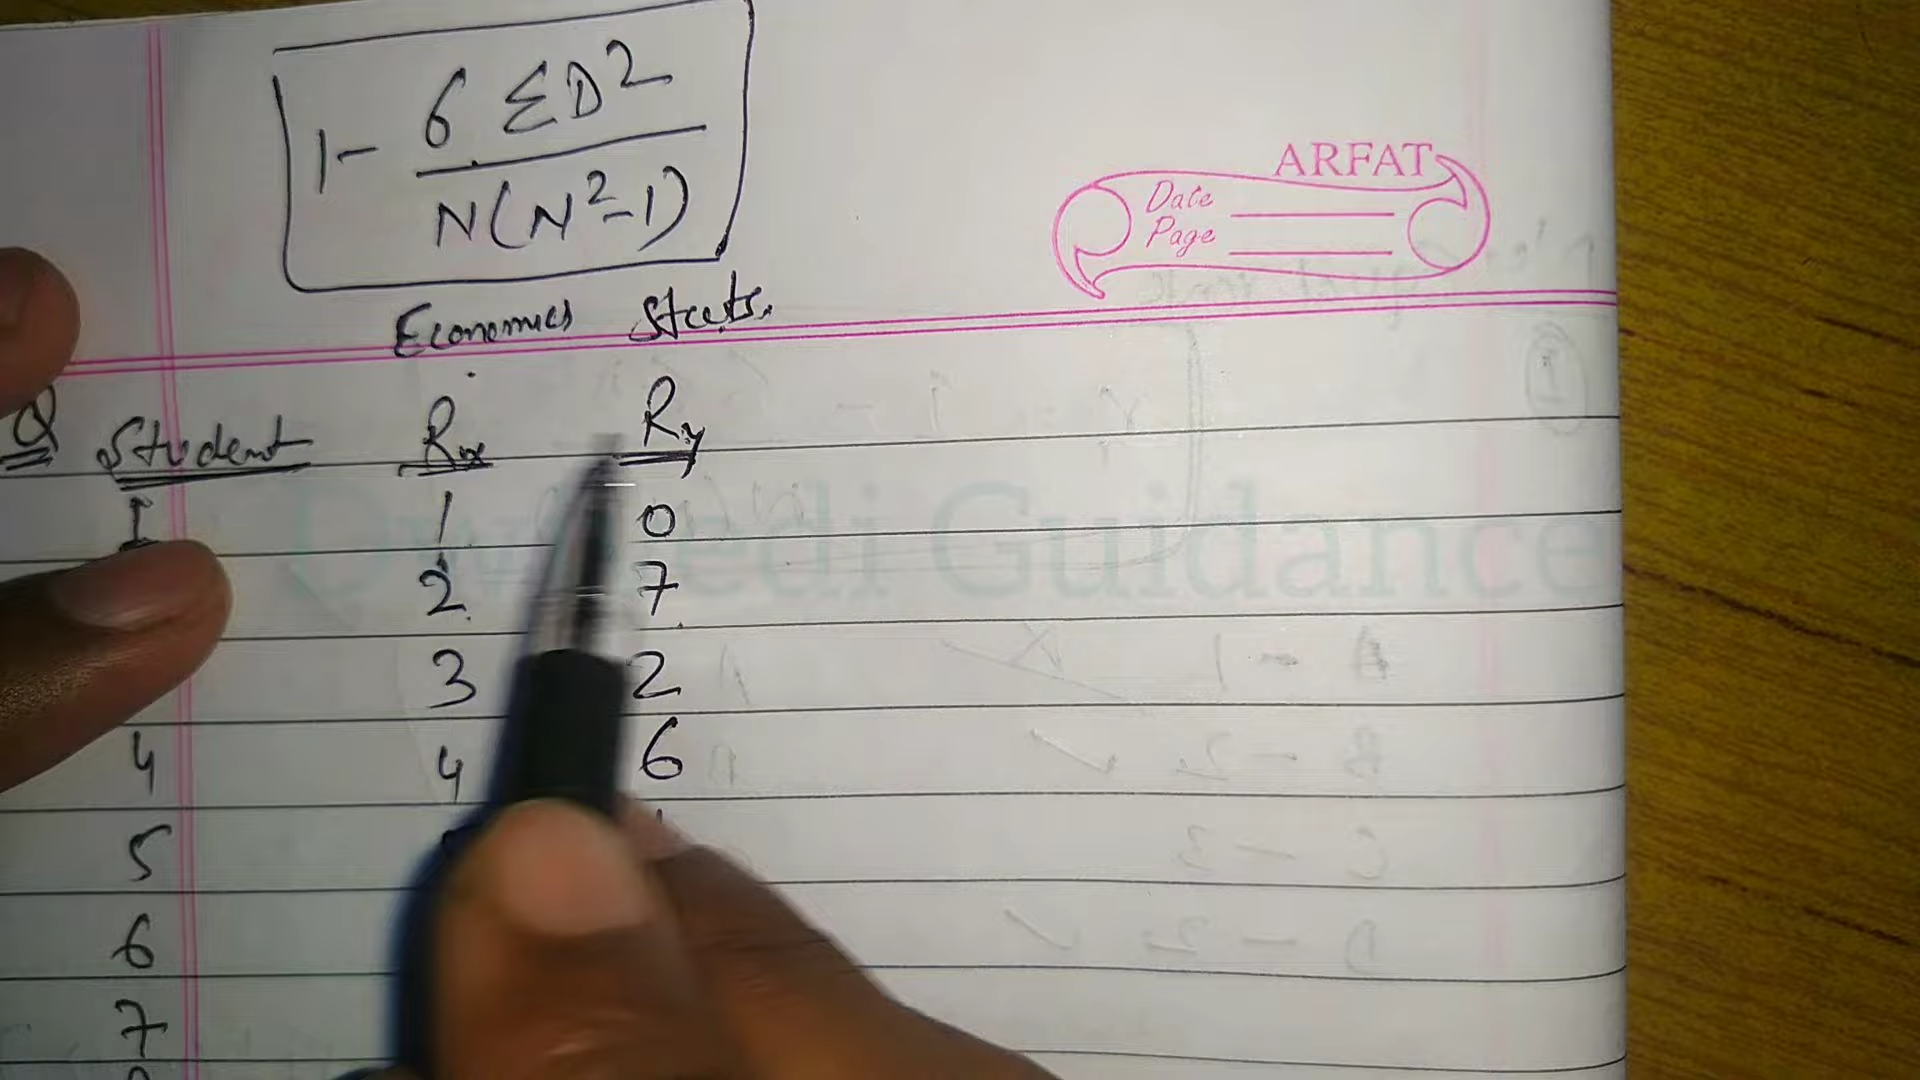 1 - 6 ΣD²
N(N²-1)
ARFAT
Date
Page
Economics Stats.
Q Student Rx Ry
1 1 0
2 7
3 2
4 4 6
5
6
7
Guidance